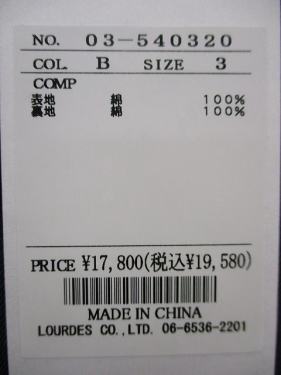 NO. 03-540320
COL. B SIZE 3
COMP
表地 綿 100%
裏地 綿 100%
PRICE ¥17,800(税込¥19,580)
MADE IN CHINA
LOURDES CO.,LTD. 06-6536-2201